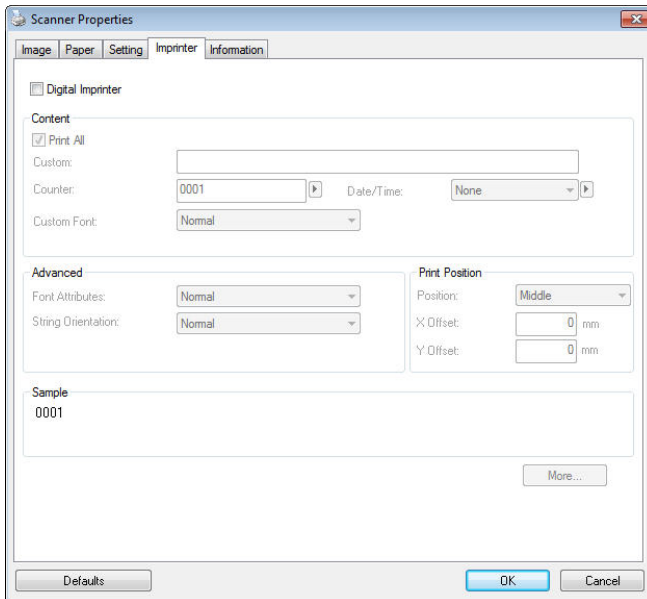 Scanner Properties
Image Paper Setting Imprinter Information
Digital Imprinter
Content
Print All
Custom:
Counter: 0001 Date/Time: None
Custom Font: Normal
Advanced
Font Attributes: Normal
String Orientation: Normal
Print Position
Position: Middle
X Offset: 0 mm
Y Offset: 0 mm
Sample
0001
More...
Defaults OK Cancel